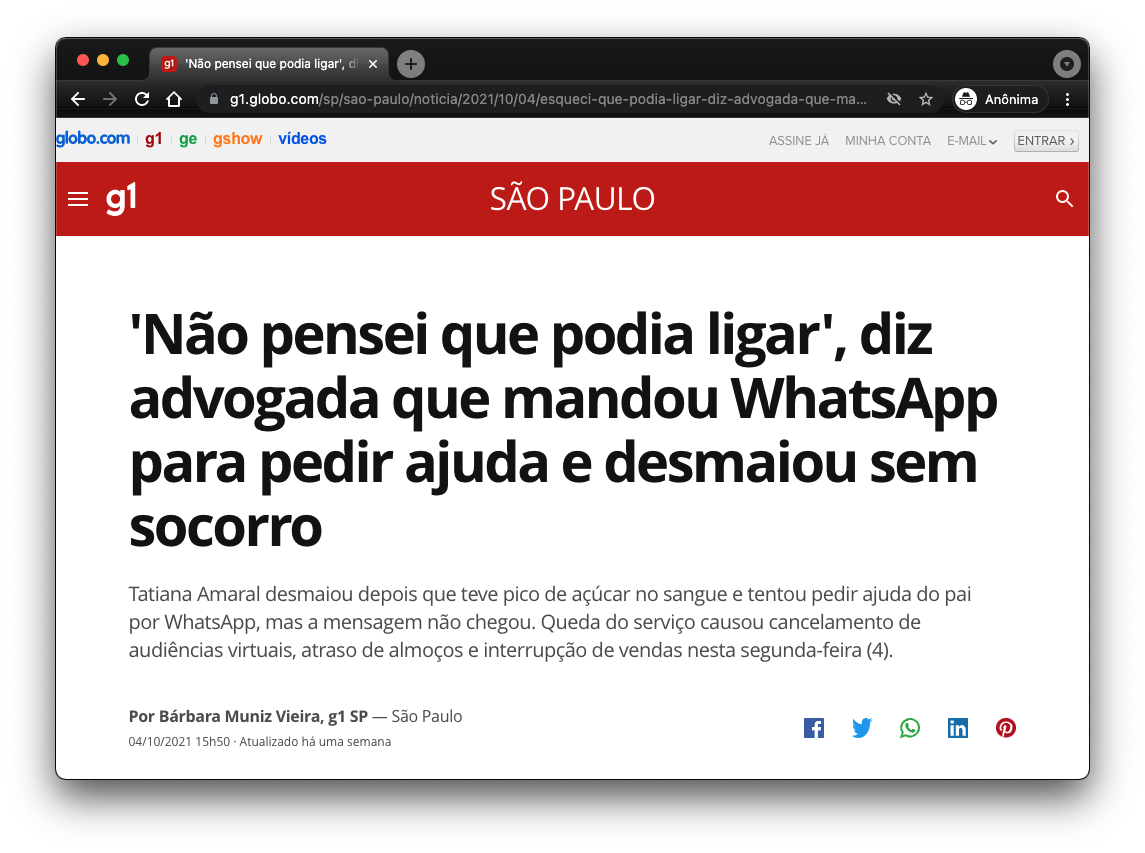 g1 'Não pensei que podia ligar', di
g1.globo.com/sp/sao-paulo/noticia/2021/10/04/esqueci-que-podia-ligar-diz-advogada-que-ma... Anônima
globo.com g1 ge gshow vídeos ASSINE JÁ MINHA CONTA E-MAIL ENTRAR ›
g1 SÃO PAULO
'Não pensei que podia ligar', diz
advogada que mandou WhatsApp
para pedir ajuda e desmaiou sem
socorro
Tatiana Amaral desmaiou depois que teve pico de açúcar no sangue e tentou pedir ajuda do pai
por WhatsApp, mas a mensagem não chegou. Queda do serviço causou cancelamento de
audiências virtuais, atraso de almoços e interrupção de vendas nesta segunda-feira (4).
Por Bárbara Muniz Vieira, g1 SP — São Paulo
04/10/2021 15h50 · Atualizado há uma semana